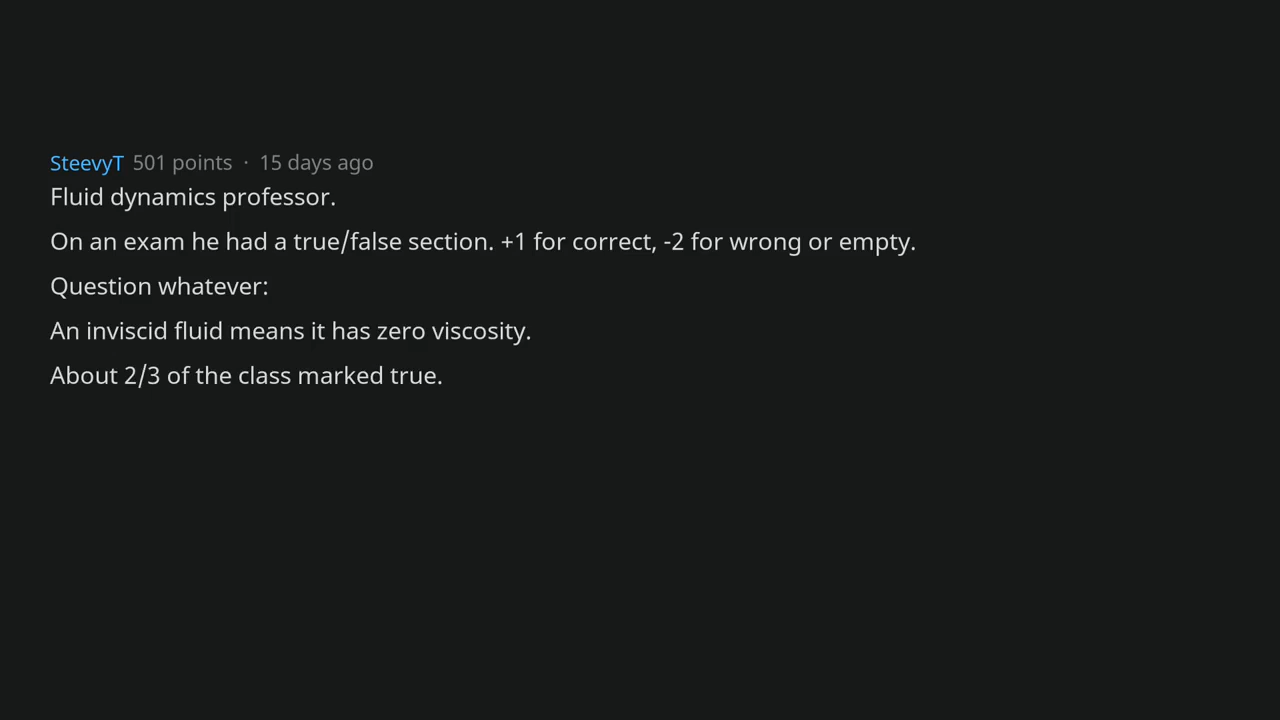 SteevyT 501 points · 15 days ago
Fluid dynamics professor.
On an exam he had a true/false section. +1 for correct, -2 for wrong or empty.
Question whatever:
An inviscid fluid means it has zero viscosity.
About 2/3 of the class marked true.